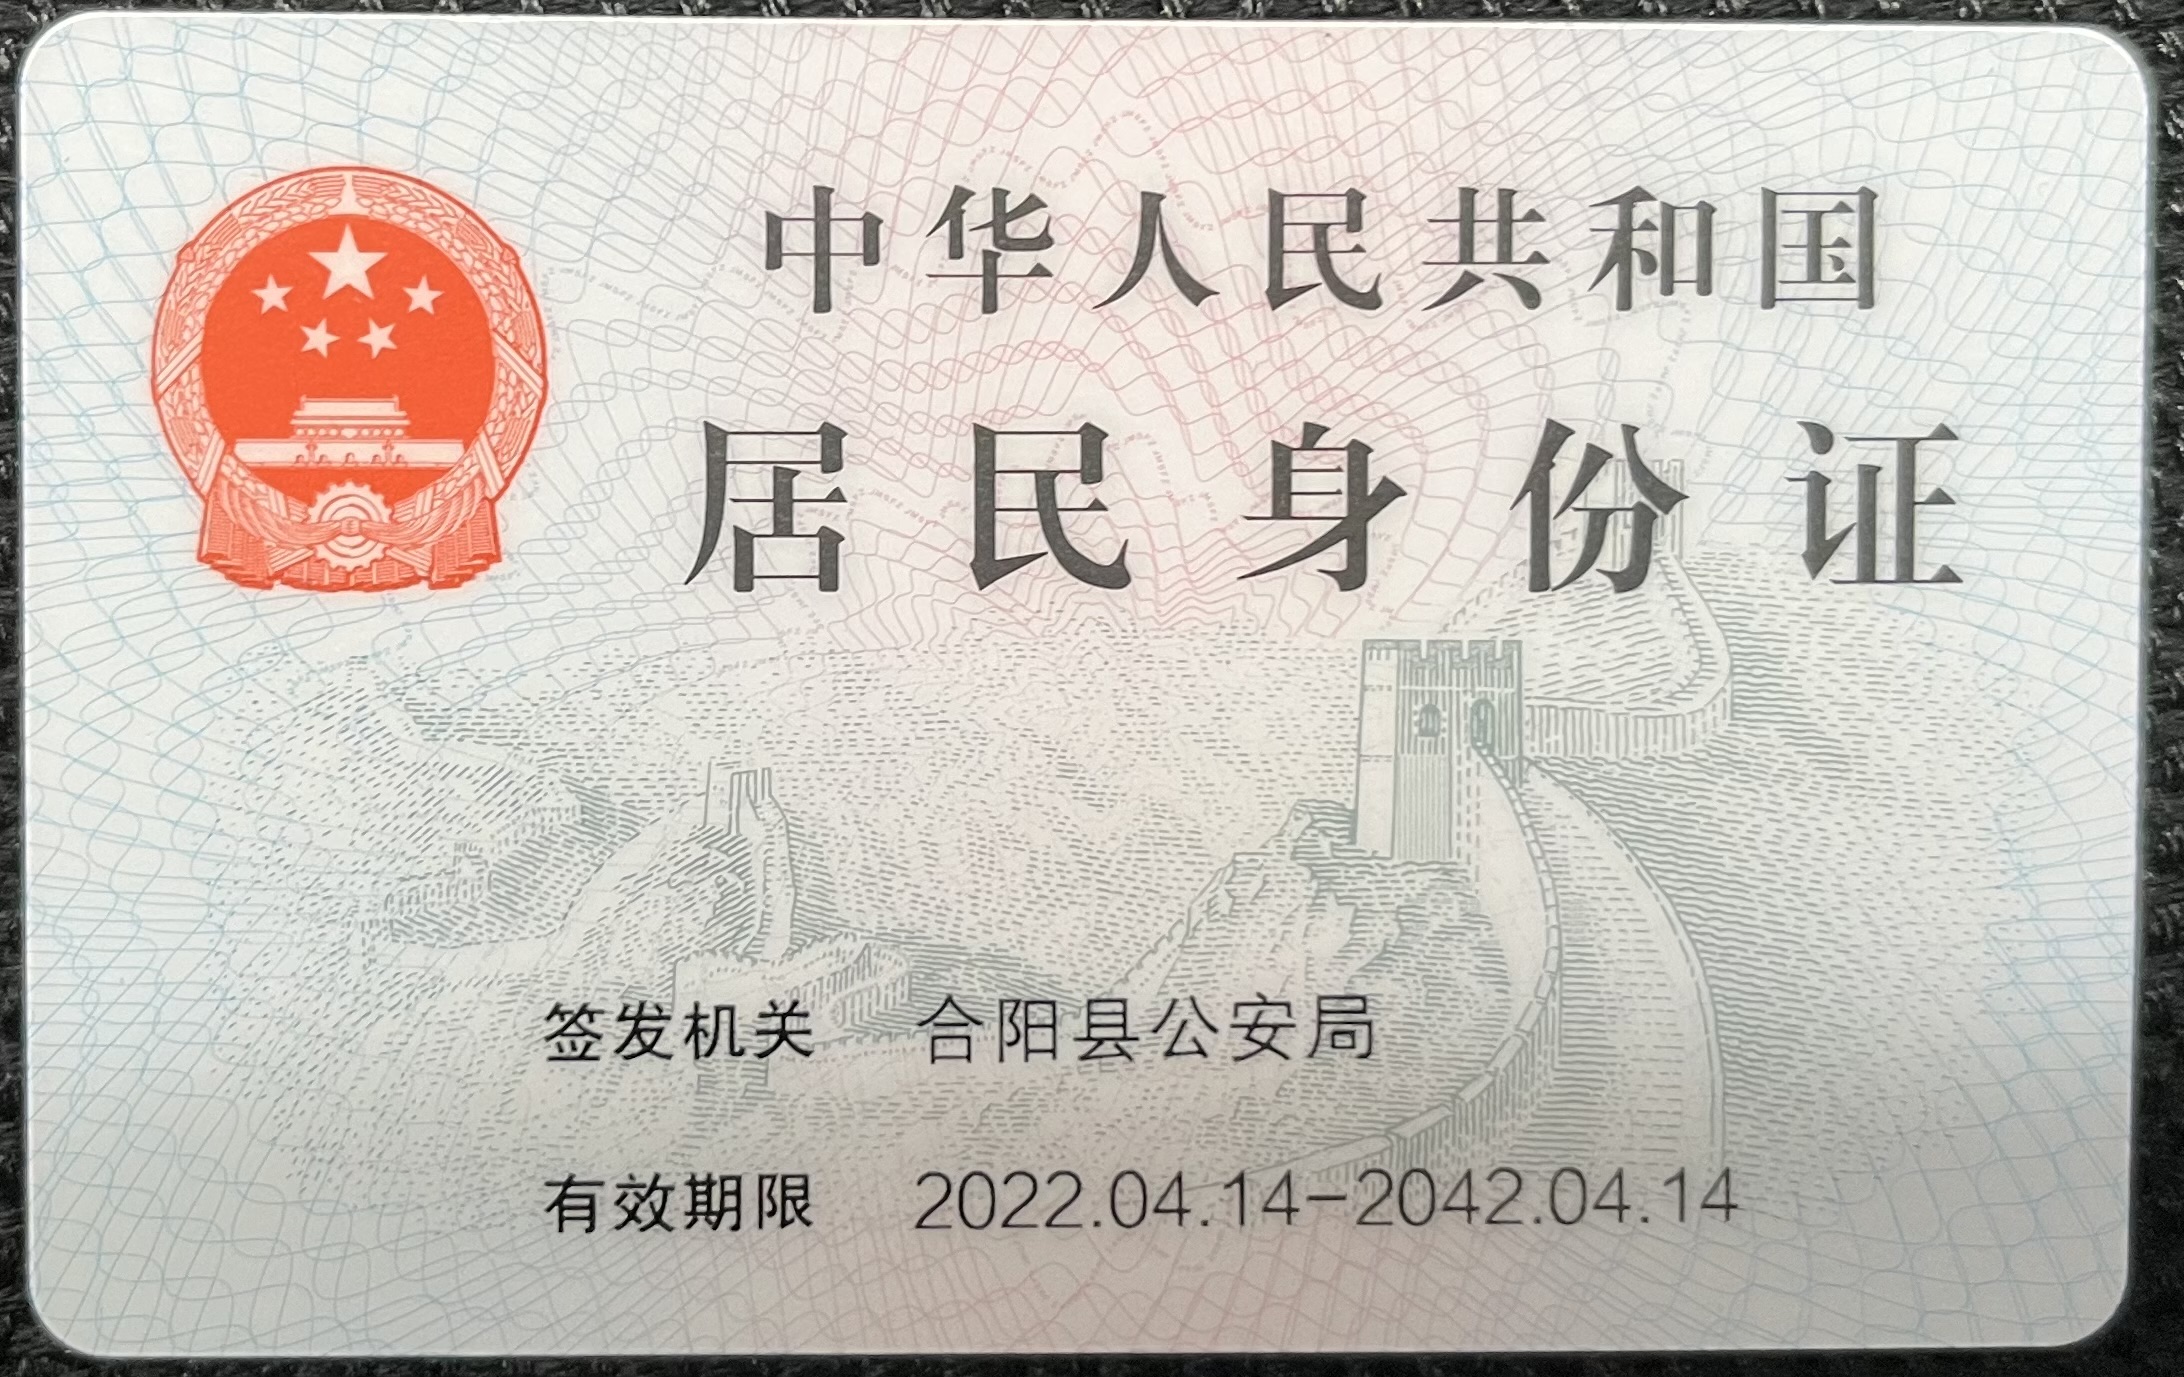 中华人民共和国
居民身份证
签发机关 合阳县公安局
有效期限 2022.04.14-2042.04.14